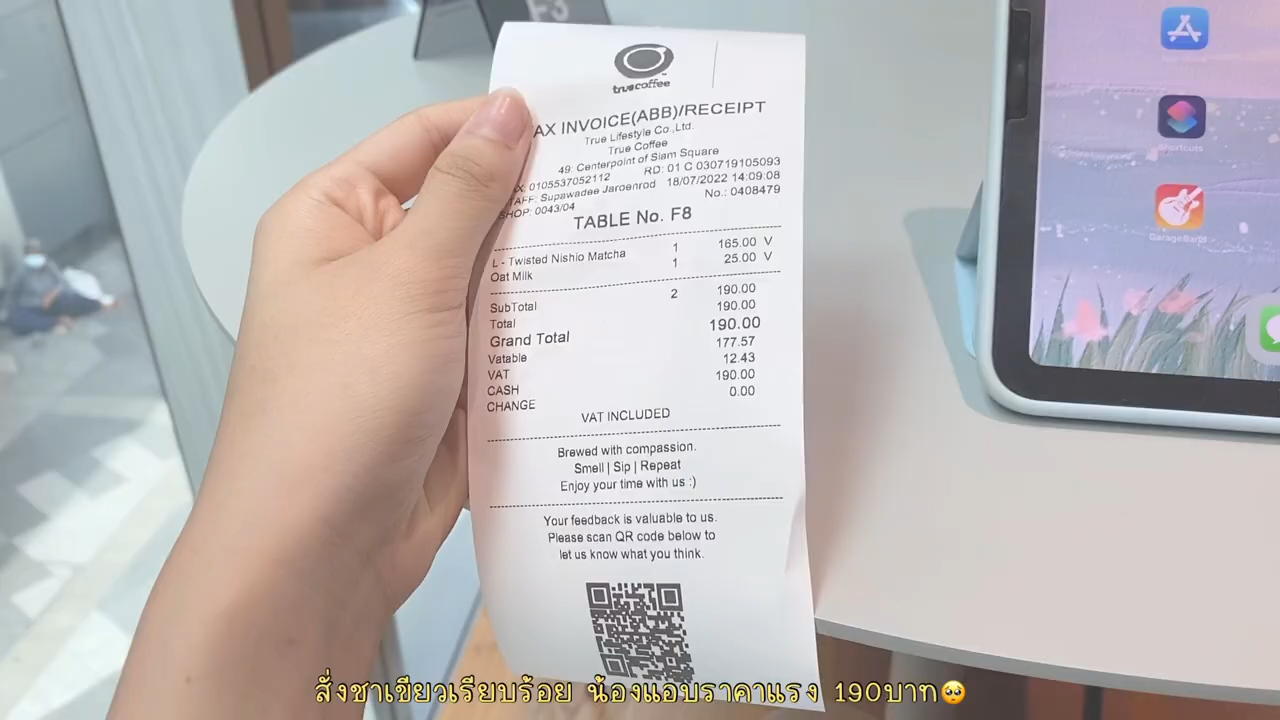 F3
truecoffee
AX INVOICE(ABB)/RECEIPT
True Lifestyle Co.,Ltd.
True Coffee
49: Centerpoint of Siam Square
X: 0105537052112 RD: 01 C 030719105093
TAFF: Supawadee Jaroenrod 18/07/2022 14:09:08
SHOP: 0043/04 No.: 0408479
TABLE No. F8
L - Twisted Nishio Matcha 1 165.00 V
Oat Milk 1 25.00 V
SubTotal 2 190.00
Total 190.00
Grand Total 190.00
Vatable 177.57
VAT 12.43
CASH 190.00
CHANGE 0.00
VAT INCLUDED
Brewed with compassion.
Smell | Sip | Repeat
Enjoy your time with us :)
Your feedback is valuable to us.
Please scan QR code below to
let us know what you think.
Shortcuts
GarageBand
สั่งชาเขียวเรียบร้อย น้องแอบราคาแรง 190บาท🥺